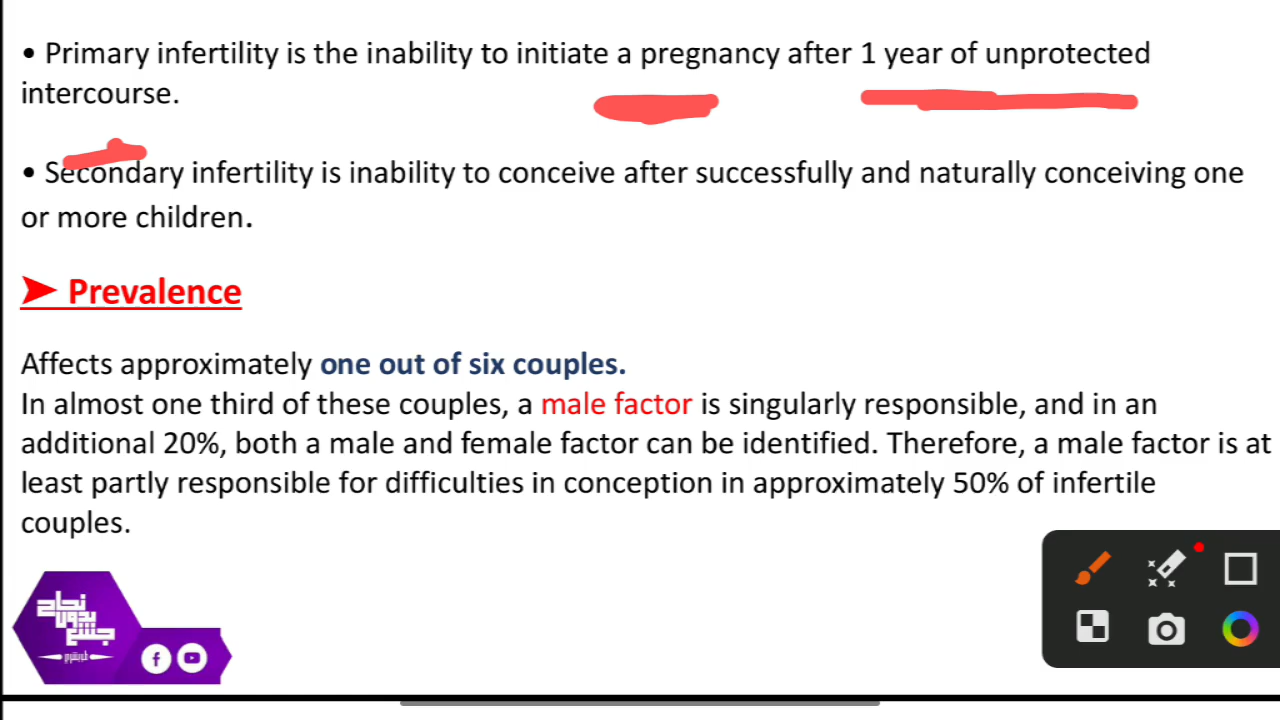 • Primary infertility is the inability to initiate a pregnancy after 1 year of unprotected
intercourse.
• Secondary infertility is inability to conceive after successfully and naturally conceiving one
or more children.
➤ Prevalence
Affects approximately one out of six couples.
In almost one third of these couples, a male factor is singularly responsible, and in an
additional 20%, both a male and female factor can be identified. Therefore, a male factor is at
least partly responsible for difficulties in conception in approximately 50% of infertile
couples.
نجاح
بدون
جشع